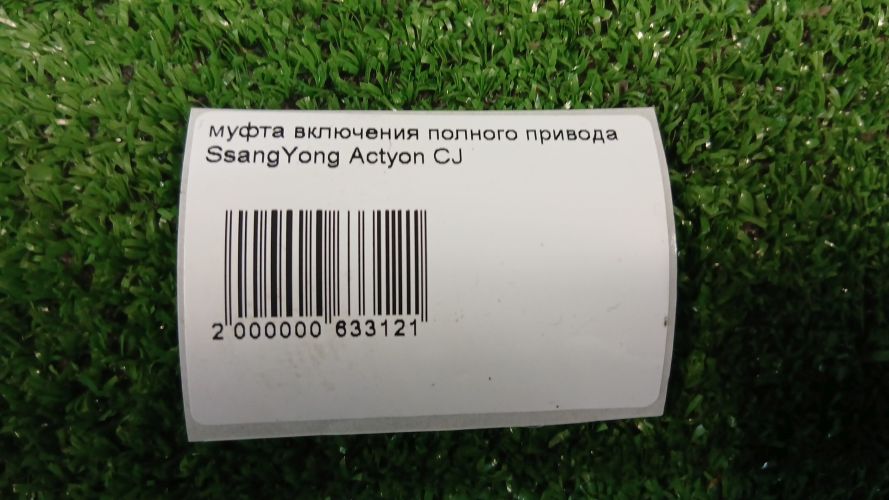 муфта включения полного привода
SsangYong Actyon CJ
2 000000 633121